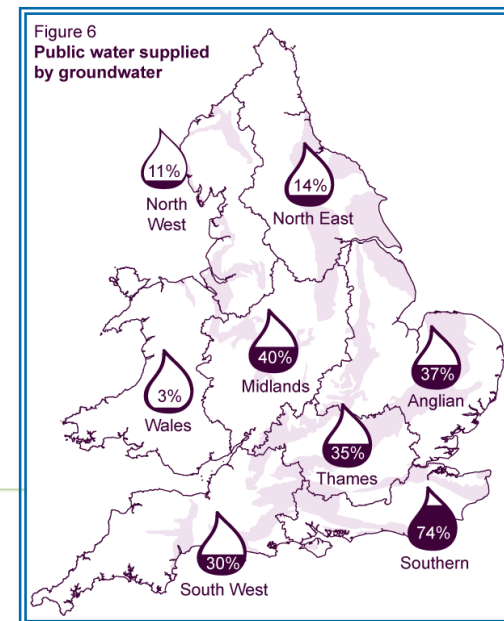 Figure 6
Public water supplied
by groundwater
11%
North
West
14%
North East
40%
Midlands
37%
Anglian
3%
Wales
35%
Thames
74%
Southern
30%
South West